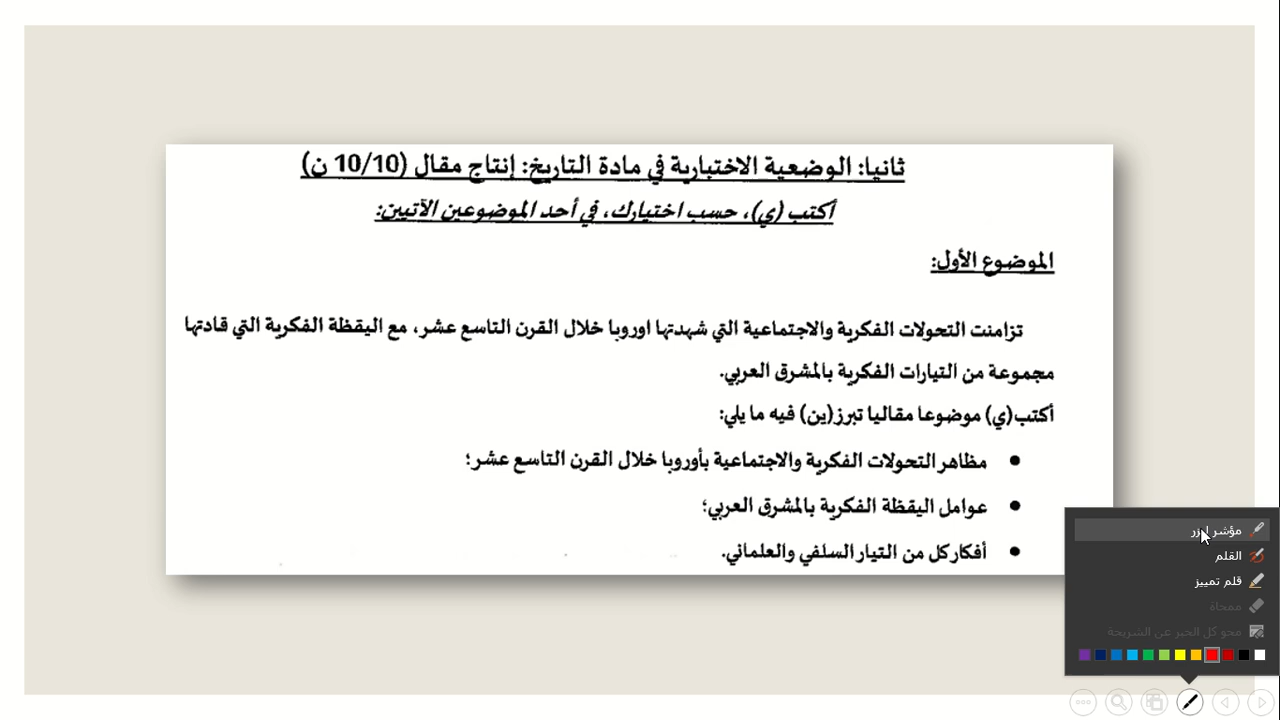 ثانيا: الوضعية الاختبارية في مادة التاريخ: إنتاج مقال (10/10 ن)
أكتب (ي)، حسب اختيارك، في أحد الموضوعين الآتيين:
الموضوع الأول:
تزامنت التحولات الفكرية والاجتماعية التي شهدتها اوروبا خلال القرن التاسع عشر، مع اليقظة الفكرية التي قادتها
مجموعة من التيارات الفكرية بالمشرق العربي.
أكتب(ي) موضوعا مقاليا تبرز(ين) فيه ما يلي:
● مظاهر التحولات الفكرية والاجتماعية بأوروبا خلال القرن التاسع عشر؛
● عوامل اليقظة الفكرية بالمشرق العربي؛
● أفكار كل من التيار السلفي والعلماني.
مؤشر ليزر
القلم
قلم تمييز
ممحاة
محو كل الحبر عن الشريحة